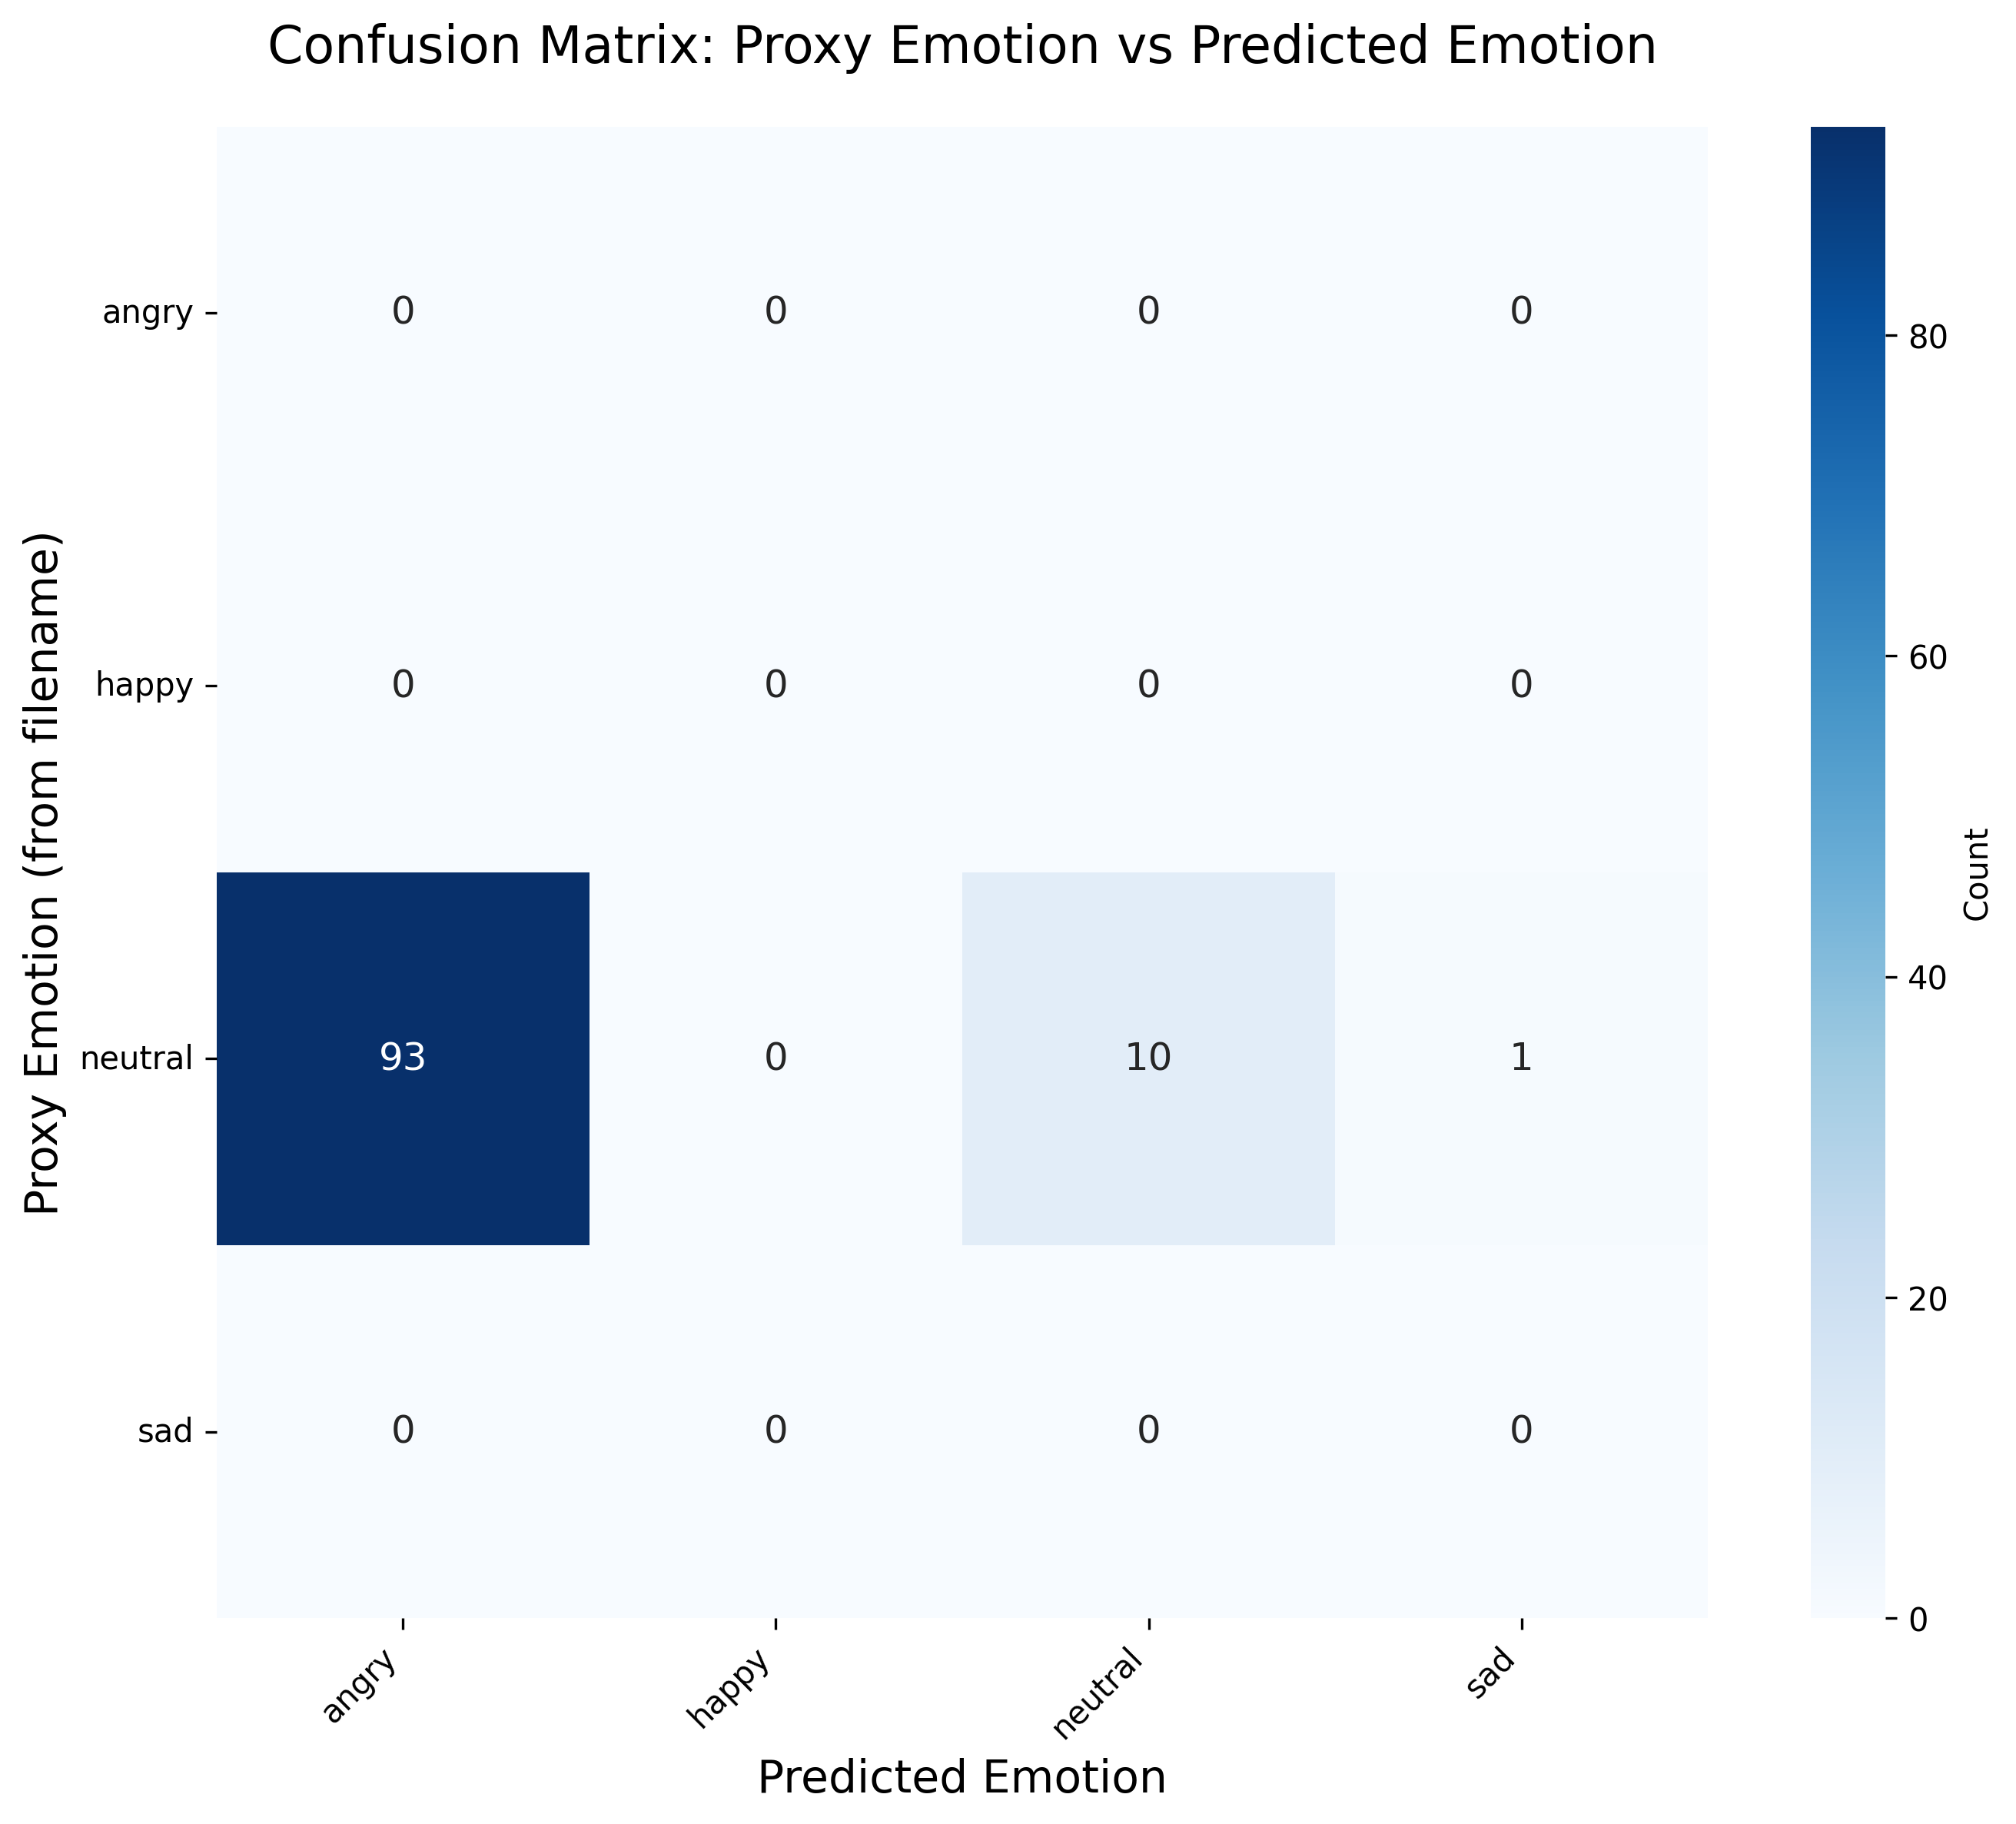 Confusion Matrix: Proxy Emotion vs Predicted Emotion
Proxy Emotion (from filename)
angry 0 0 0 0
happy 0 0 0 0
neutral 93 0 10 1
sad 0 0 0 0
angry happy neutral sad
Predicted Emotion
80
60
40
20
0
Count